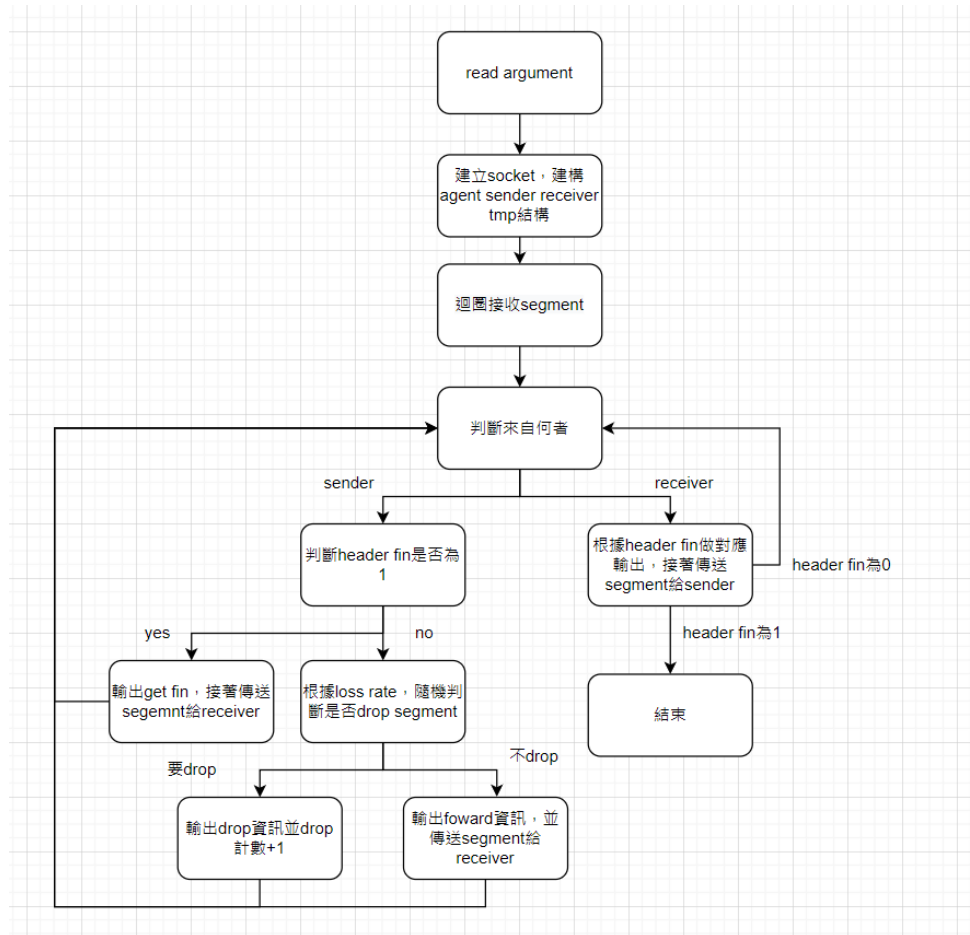 read argument
建立socket，建構
agent sender receiver
tmp結構
迴圈接收segment
判斷來自何者
sender
receiver
判斷header fin是否為
1
根據header fin做對應
輸出，接著傳送
segment給sender
header fin為0
yes
no
header fin為1
輸出get fin，接著傳送
segemnt給receiver
根據loss rate，隨機判
斷是否drop segment
結束
要drop
不drop
輸出drop資訊並drop
計數+1
輸出foward資訊，並
傳送segment給
receiver